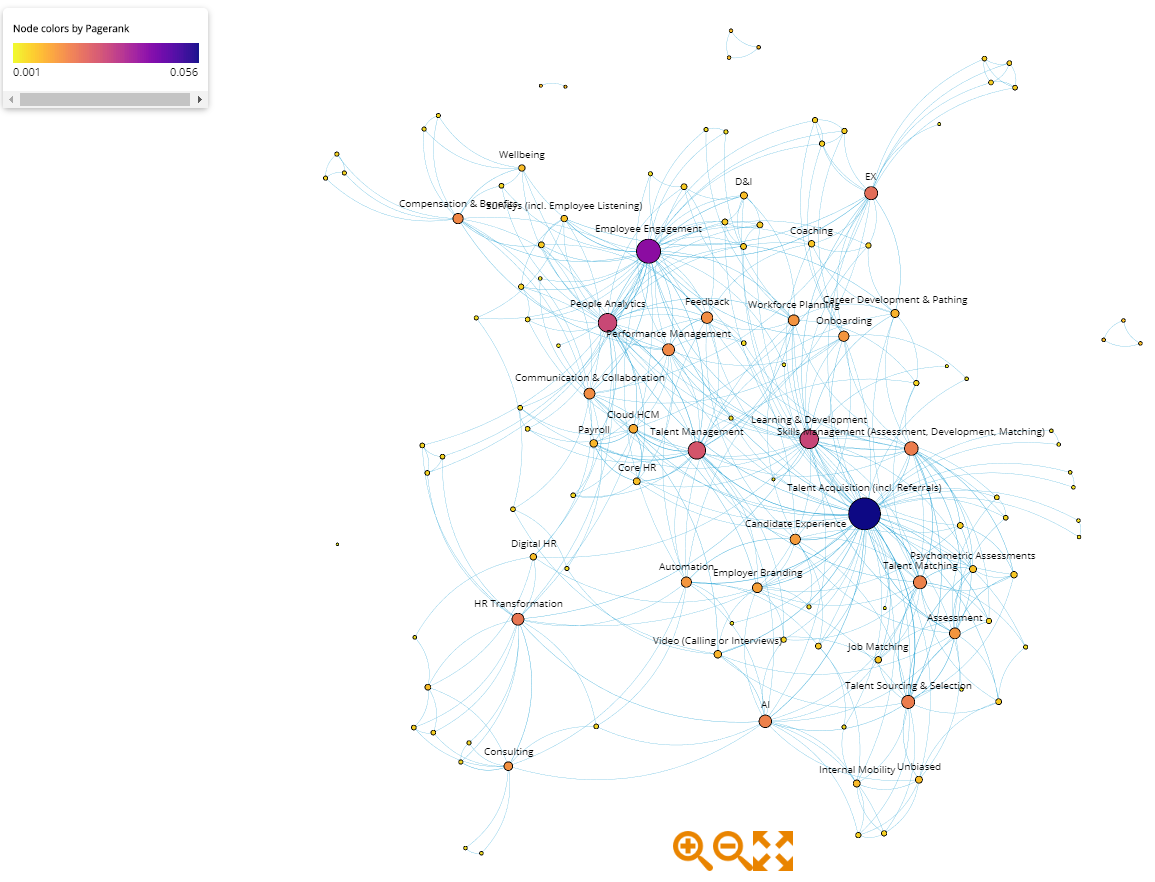 Node colors by Pagerank
0.001 0.056
Wellbeing
EX
D&I
Compensation & Benefits
Surveys (incl. Employee Listening)
Employee Engagement
Coaching
People Analytics
Feedback
Workforce Planning
Career Development & Pathing
Onboarding
Performance Management
Communication & Collaboration
Cloud HCM
Learning & Development
Payroll
Talent Management
Skills Management (Assessment, Development, Matching)
Core HR
Talent Acquisition (incl. Referrals)
Candidate Experience
Digital HR
Psychometric Assessments
Automation
Talent Matching
Employer Branding
HR Transformation
Assessment
Video (Calling or Interviews)
Job Matching
Talent Sourcing & Selection
AI
Consulting
Internal Mobility
Unbiased